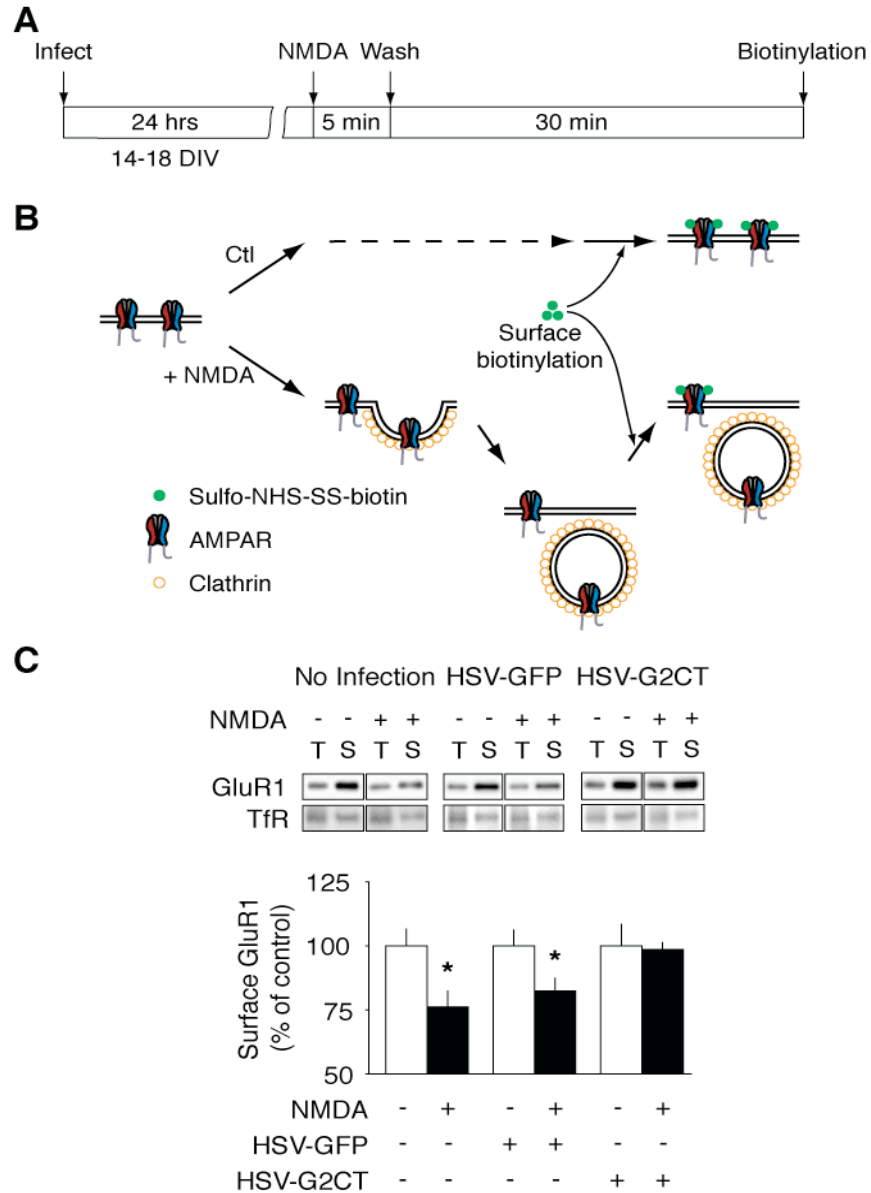 A
Infect NMDA Wash Biotinylation
24 hrs 5 min 30 min
14-18 DIV
B
Ctl
+ NMDA
Surface
biotinylation
Sulfo-NHS-SS-biotin
AMPAR
Clathrin
C
No Infection HSV-GFP HSV-G2CT
NMDA - - + + - - + + - - + +
T S T S T S T S T S T S
GluR1
TfR
Surface GluR1
(% of control)
125
100
75
50
* *
NMDA - + - + - +
HSV-GFP - - + + - -
HSV-G2CT - - - - + +